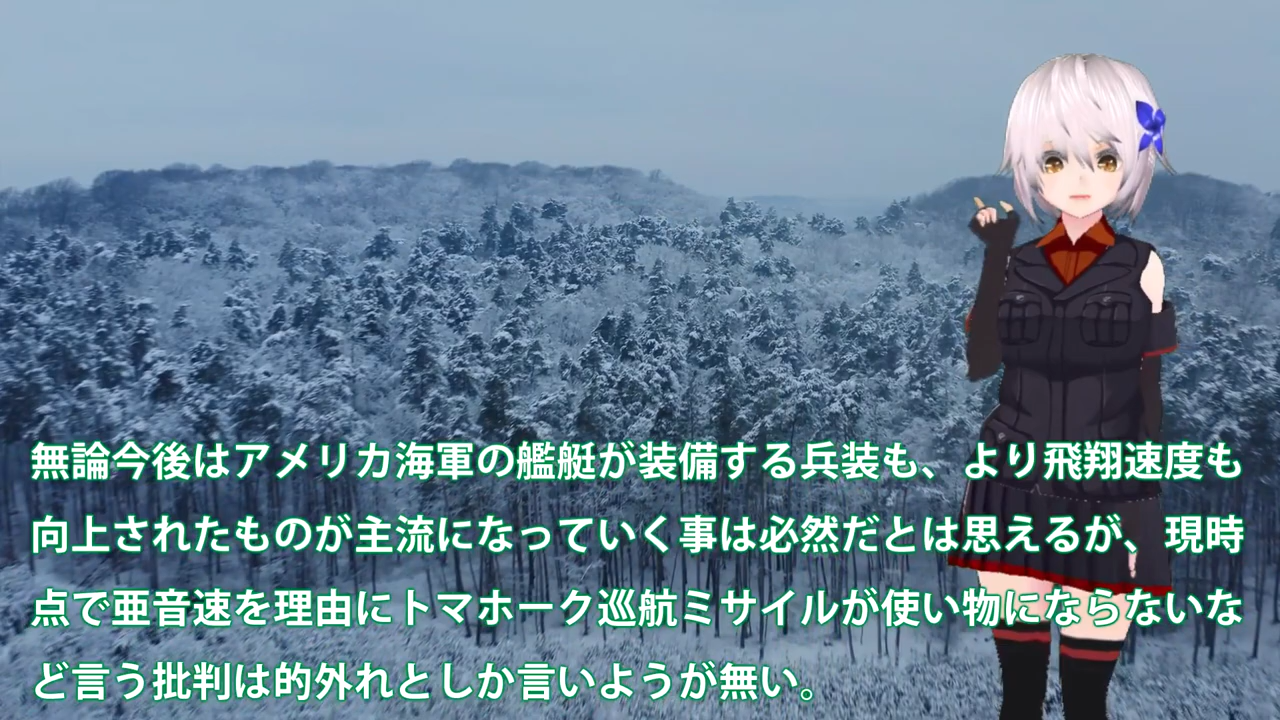 無論今後はアメリカ海軍の艦艇が装備する兵装も、より飛翔速度も
向上されたものが主流になっていく事は必然だとは思えるが、現時
点で亜音速を理由にトマホーク巡航ミサイルが使い物にならないな
ど言う批判は的外れとしか言いようが無い。